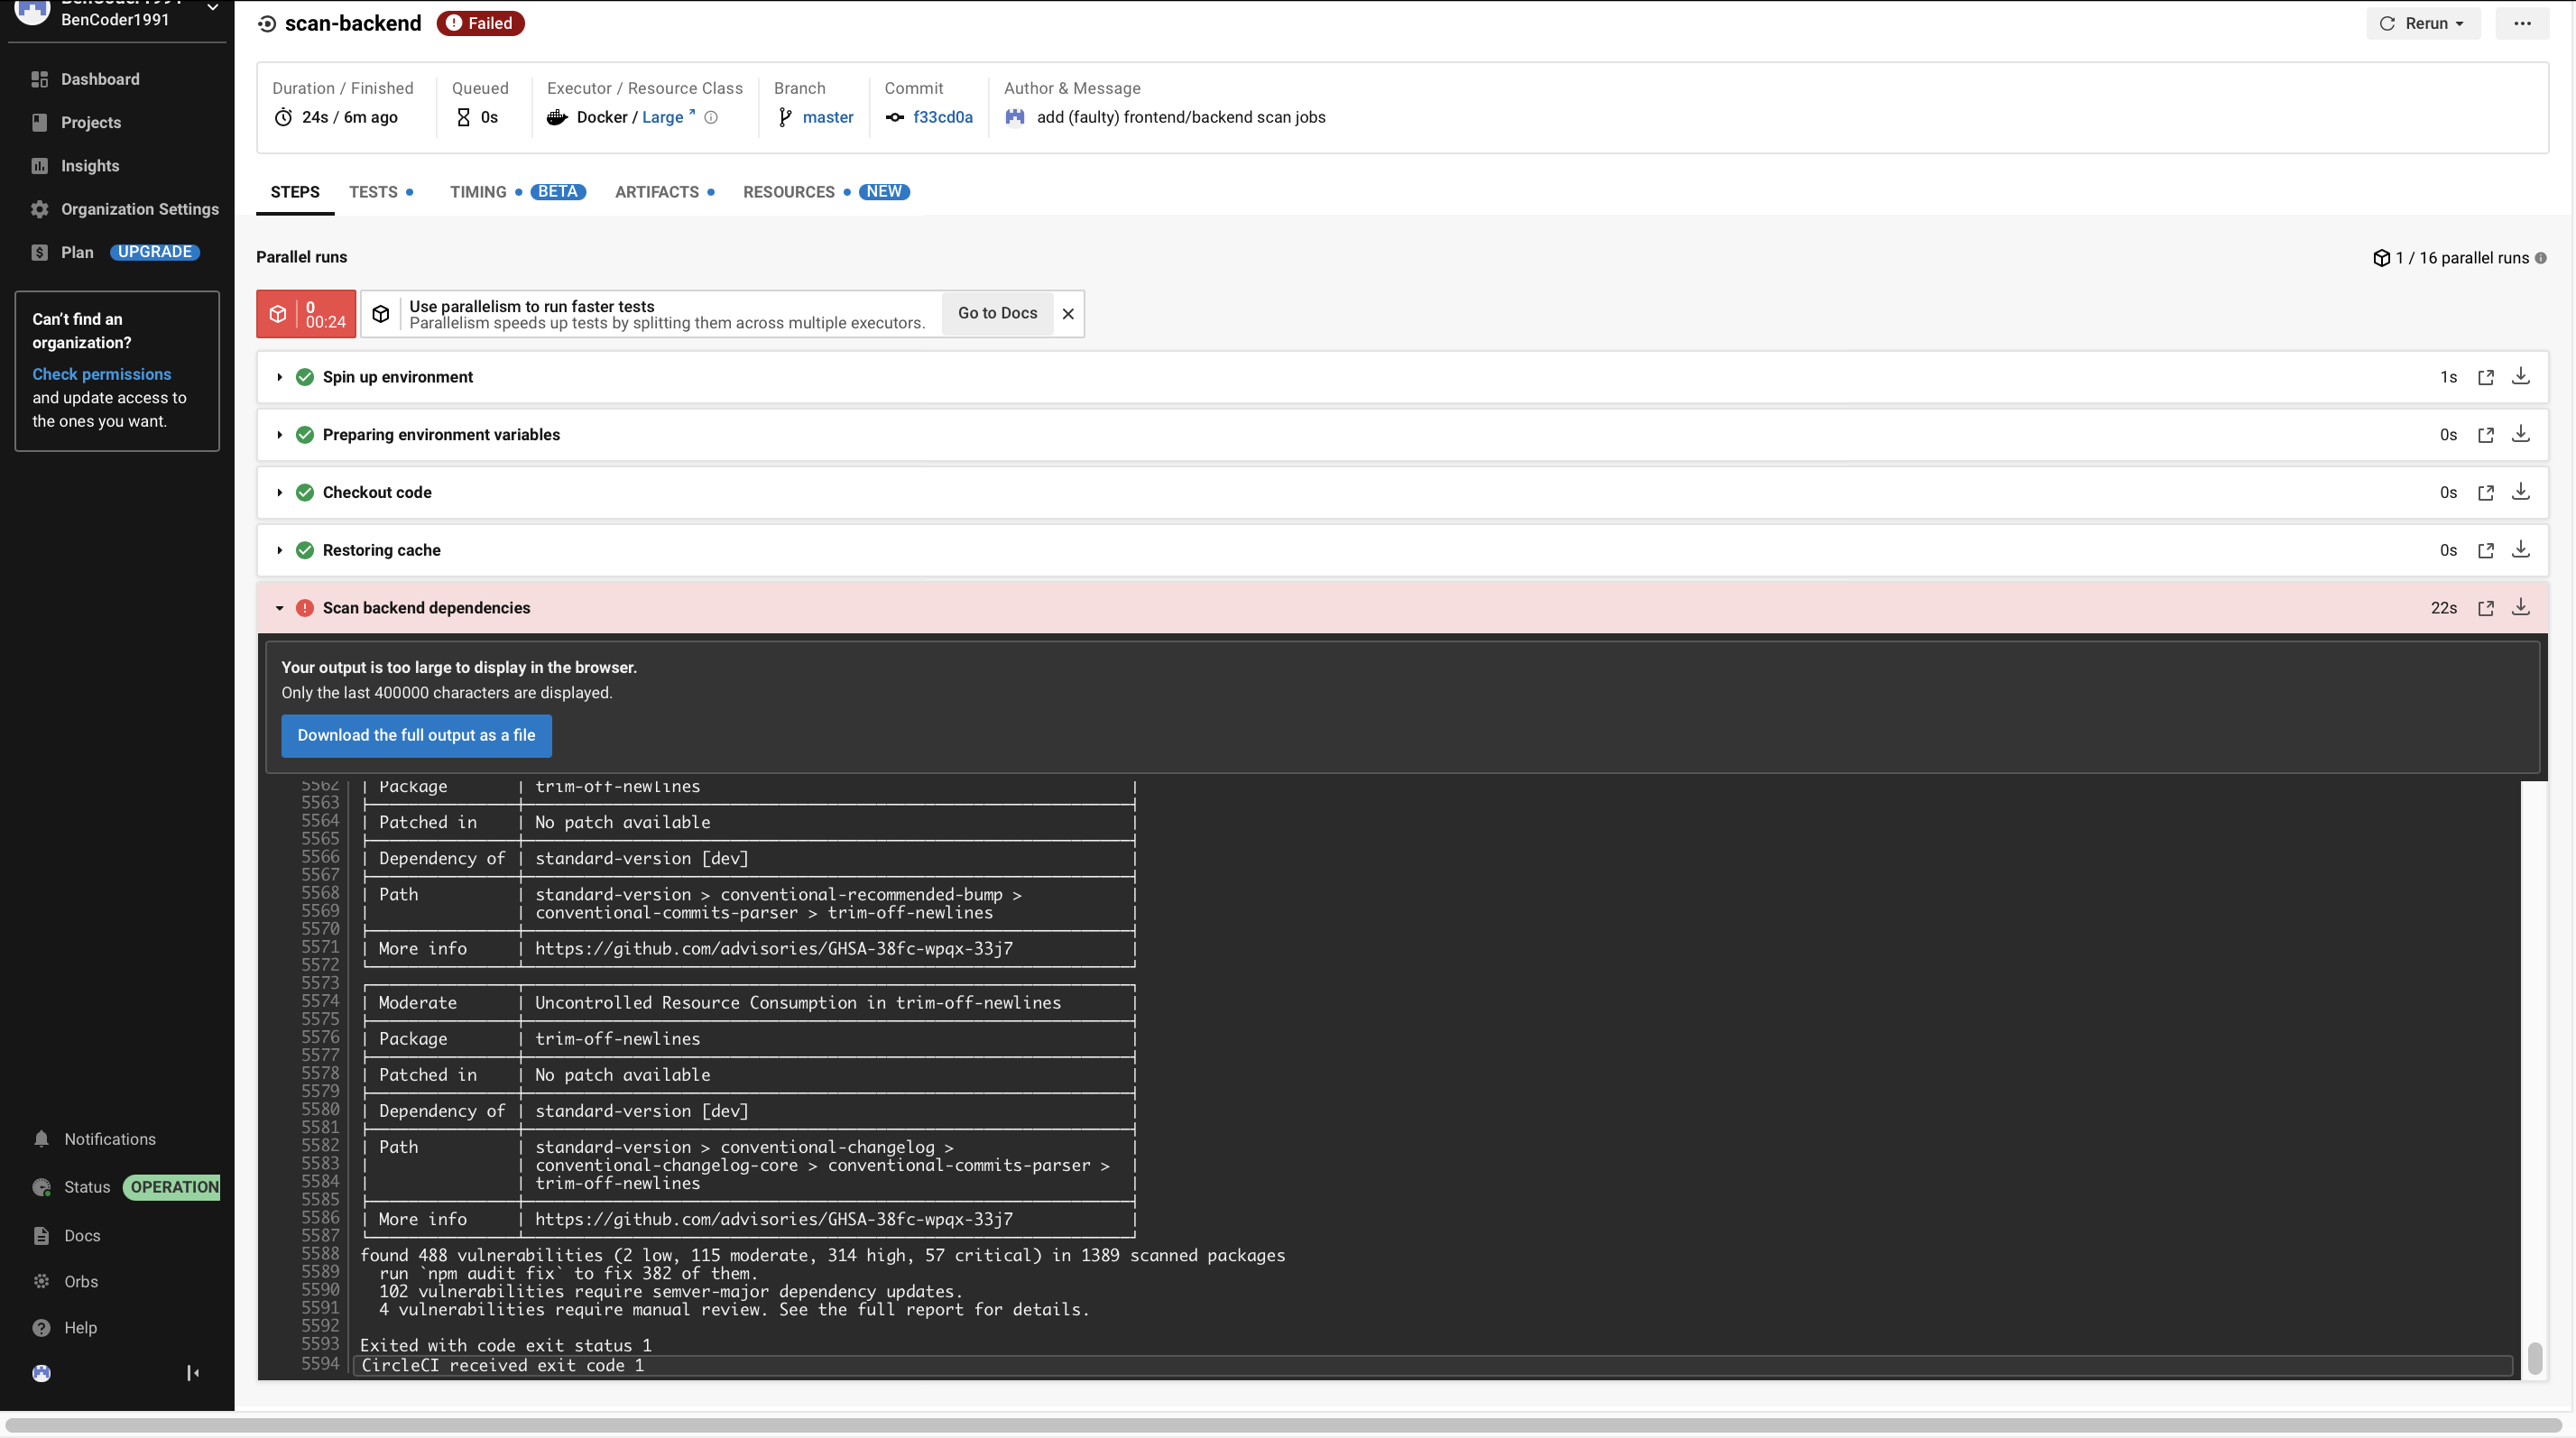 BenCoder1991
BenCoder1991
Dashboard
Projects
Insights
Organization Settings
Plan UPGRADE
Can't find an
organization?
Check permissions
and update access to
the ones you want.
Notifications
Status OPERATION
Docs
Orbs
Help
scan-backend Failed
Rerun
Duration / Finished
24s / 6m ago
Queued
0s
Executor / Resource Class
Docker / Large
Branch
master
Commit
f33cd0a
Author & Message
add (faulty) frontend/backend scan jobs
STEPS TESTS TIMING BETA ARTIFACTS RESOURCES NEW
Parallel runs
1 / 16 parallel runs
0
00:24
Use parallelism to run faster tests
Parallelism speeds up tests by splitting them across multiple executors.
Go to Docs
Spin up environment 1s
Preparing environment variables 0s
Checkout code 0s
Restoring cache 0s
Scan backend dependencies 22s
Your output is too large to display in the browser.
Only the last 400000 characters are displayed.
Download the full output as a file
5562 | Package | trim-off-newlines |
5563
5564 | Patched in | No patch available |
5565
5566 | Dependency of | standard-version [dev] |
5567
5568 | Path | standard-version > conventional-recommended-bump > |
5569 | | conventional-commits-parser > trim-off-newlines |
5570
5571 | More info | https://github.com/advisories/GHSA-38fc-wpqx-33j7 |
5572
5573
5574 | Moderate | Uncontrolled Resource Consumption in trim-off-newlines |
5575
5576 | Package | trim-off-newlines |
5577
5578 | Patched in | No patch available |
5579
5580 | Dependency of | standard-version [dev] |
5581
5582 | Path | standard-version > conventional-changelog > |
5583 | | conventional-changelog-core > conventional-commits-parser > |
5584 | | trim-off-newlines |
5585
5586 | More info | https://github.com/advisories/GHSA-38fc-wpqx-33j7 |
5587
5588 found 488 vulnerabilities (2 low, 115 moderate, 314 high, 57 critical) in 1389 scanned packages
5589 run `npm audit fix` to fix 382 of them.
5590 102 vulnerabilities require semver-major dependency updates.
5591 4 vulnerabilities require manual review. See the full report for details.
5592
5593 Exited with code exit status 1
5594 CircleCI received exit code 1